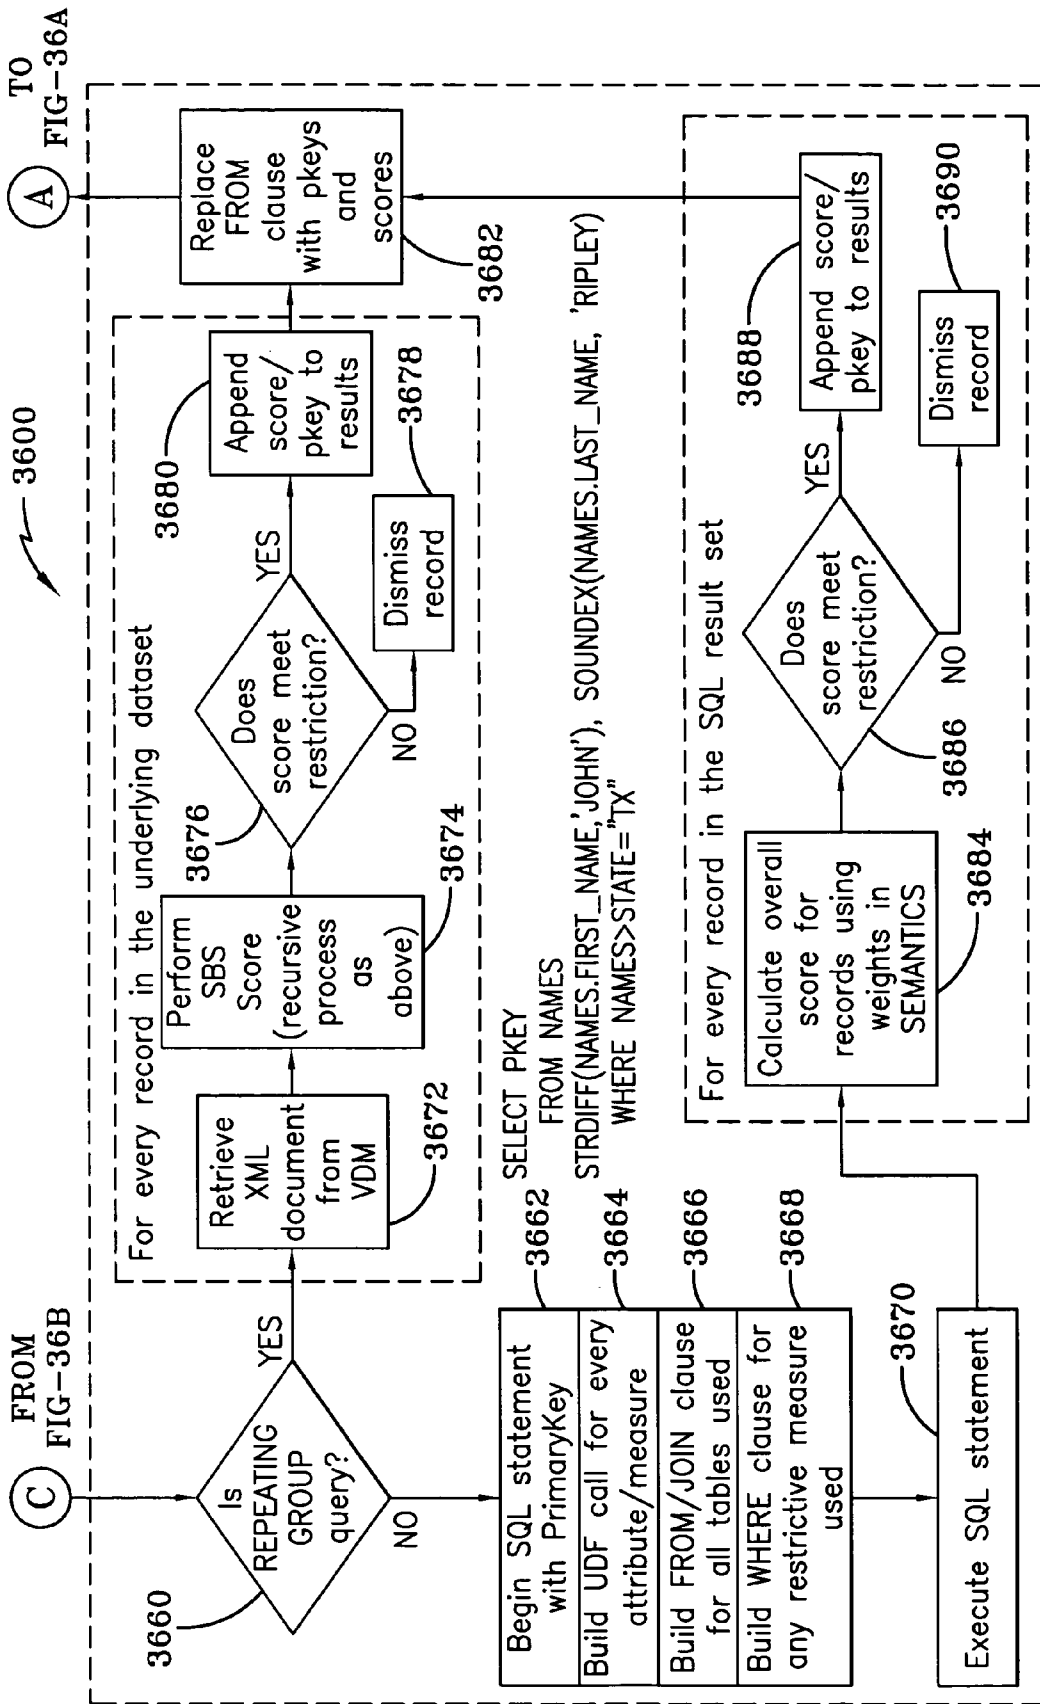 3600
FROM
FIG-36B
C
TO
FIG-36A
A
3660
Is
REPEATING
GROUP
query?
YES
NO
For every record in the underlying dataset
Retrieve
XML
document
from
VDM
3672
Perform
SBS
Score
(recursive
process
as
above)
3674
3676
Does
score meet
restriction?
YES
NO
Dismiss
record
3678
3680
Append
score/
pkey to
results
Replace
FROM
clause
with pkeys
and
scores
3682
Begin SQL statement
with PrimaryKey
3662
Build UDF call for every
attribute/measure
3664
Build FROM/JOIN clause
for all tables used
3666
Build WHERE clause for
any restrictive measure
used
3668
SELECT PKEY
FROM NAMES
STRDIFF(NAMES.FIRST_NAME,'JOHN'), SOUNDEX(NAMES.LAST_NAME, 'RIPLEY)
WHERE NAMES>STATE="TX"
Execute SQL statement
3670
For every record in the SQL result set
Calculate overall
score for
records using
weights in
SEMANTICS
3684
Does
score meet
restriction?
3686
YES
NO
3688
Append score/
pkey to results
Dismiss
record
3690